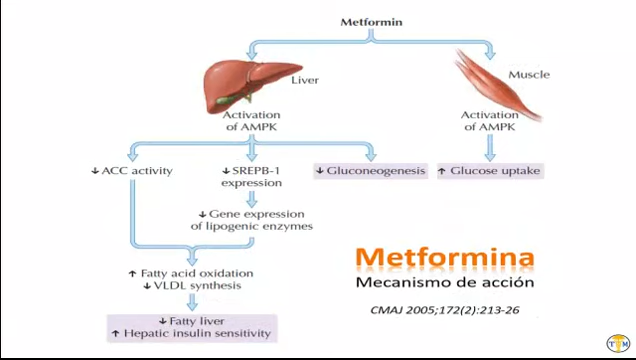 Metformin
Liver
Muscle
Activation
of AMPK
Activation
of AMPK
↓ ACC activity
↓ SREPB-1
expression
↓ Gluconeogenesis
↑ Glucose uptake
↓ Gene expression
of lipogenic enzymes
↑ Fatty acid oxidation
↓ VLDL synthesis
↓ Fatty liver
↑ Hepatic insulin sensitivity
Metformina
Mecanismo de acción
CMAJ 2005;172(2):213-26